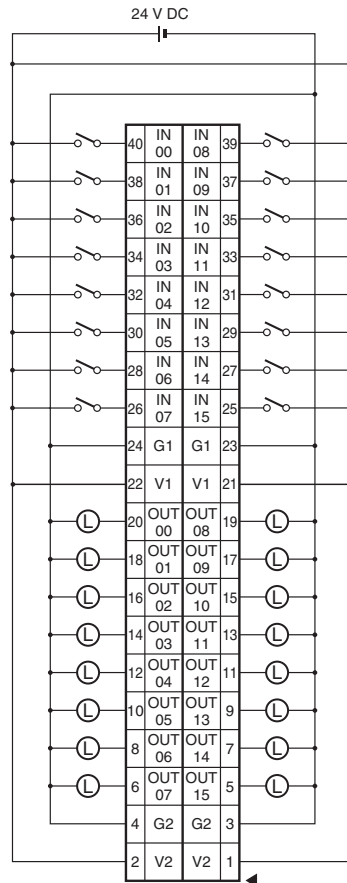 24 V DC
40 IN 00 IN 08 39
38 IN 01 IN 09 37
36 IN 02 IN 10 35
34 IN 03 IN 11 33
32 IN 04 IN 12 31
30 IN 05 IN 13 29
28 IN 06 IN 14 27
26 IN 07 IN 15 25
24 G1 G1 23
22 V1 V1 21
L 20 OUT 00 OUT 08 19 L
L 18 OUT 01 OUT 09 17 L
L 16 OUT 02 OUT 10 15 L
L 14 OUT 03 OUT 11 13 L
L 12 OUT 04 OUT 12 11 L
L 10 OUT 05 OUT 13 9 L
L 8 OUT 06 OUT 14 7 L
L 6 OUT 07 OUT 15 5 L
4 G2 G2 3
2 V2 V2 1